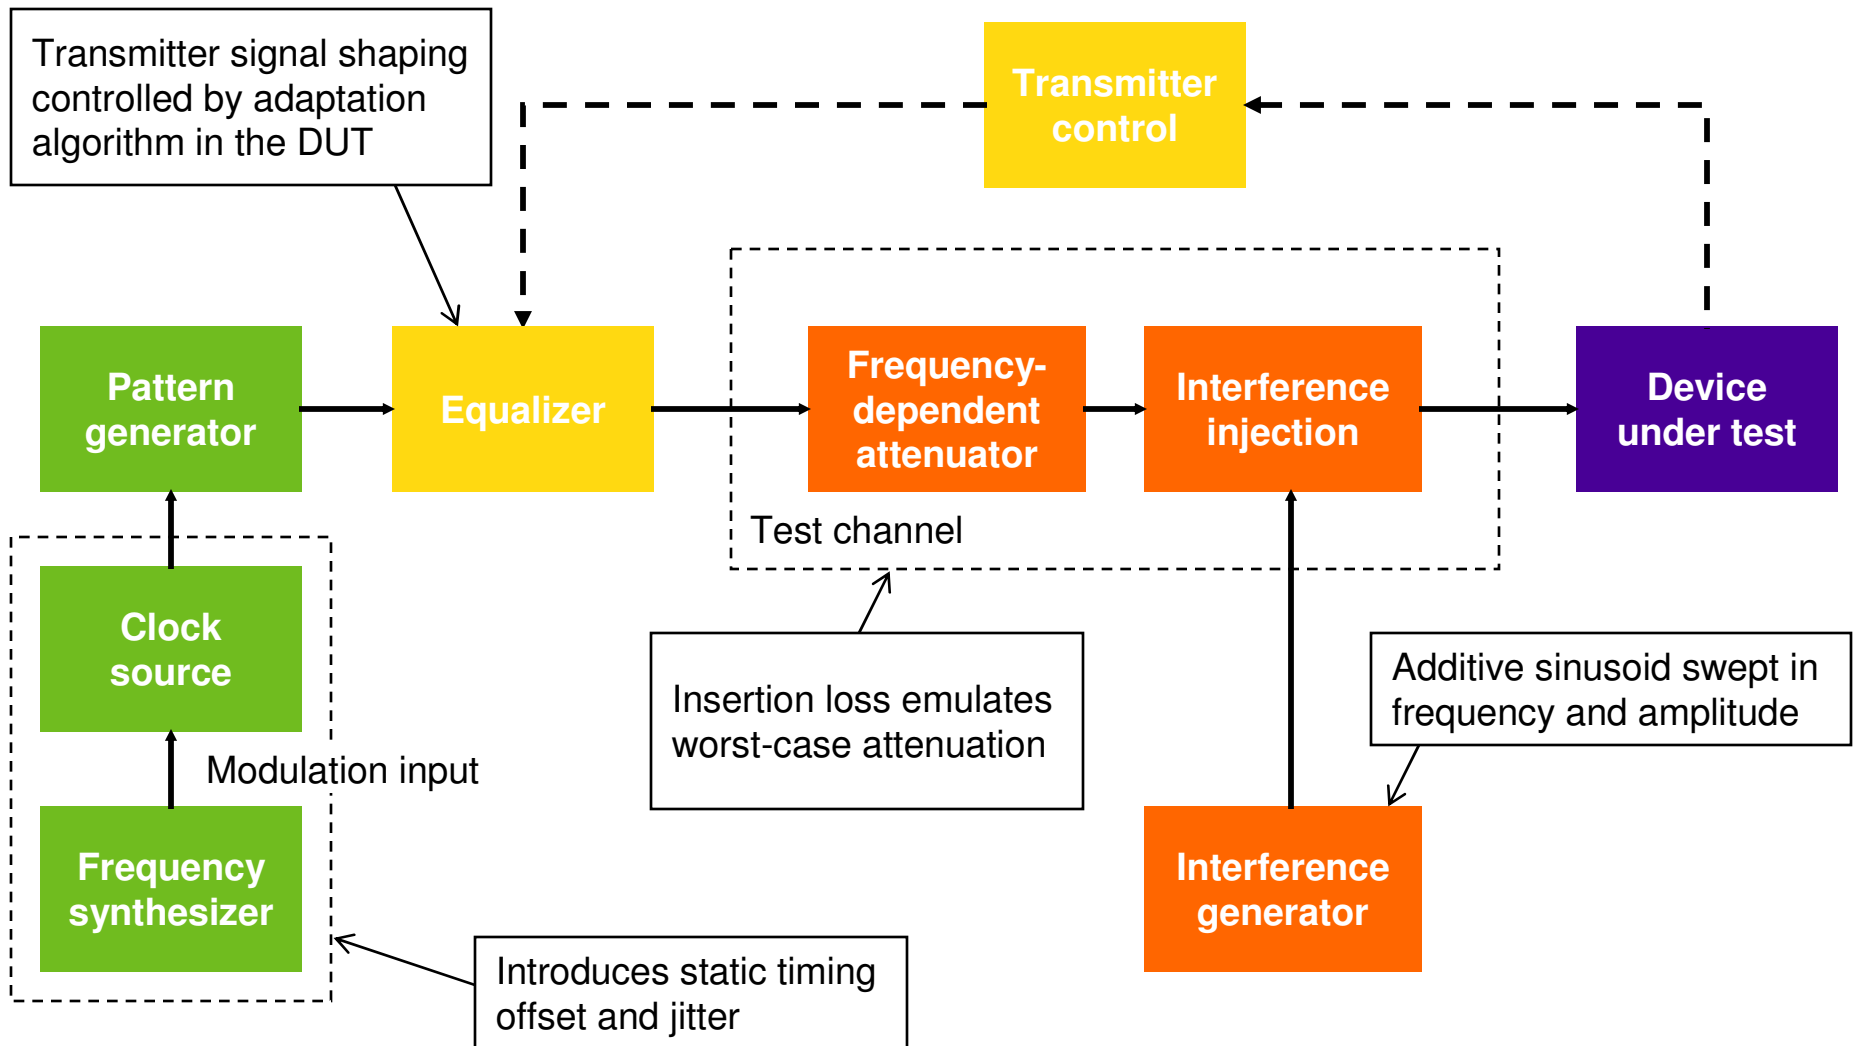 Transmitter signal shaping
controlled by adaptation
algorithm in the DUT
Transmitter
control
Pattern
generator
Equalizer
Frequency-
dependent
attenuator
Interference
injection
Device
under test
Test channel
Clock
source
Modulation input
Frequency
synthesizer
Insertion loss emulates
worst-case attenuation
Additive sinusoid swept in
frequency and amplitude
Interference
generator
Introduces static timing
offset and jitter